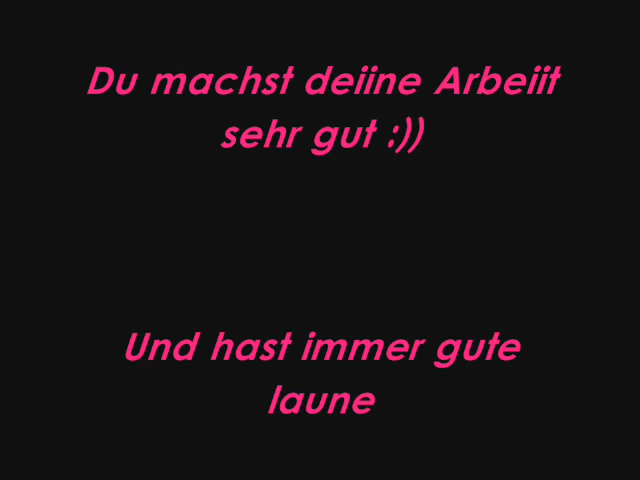 Du machst deiine Arbeiit
sehr gut :))
Und hast immer gute
laune